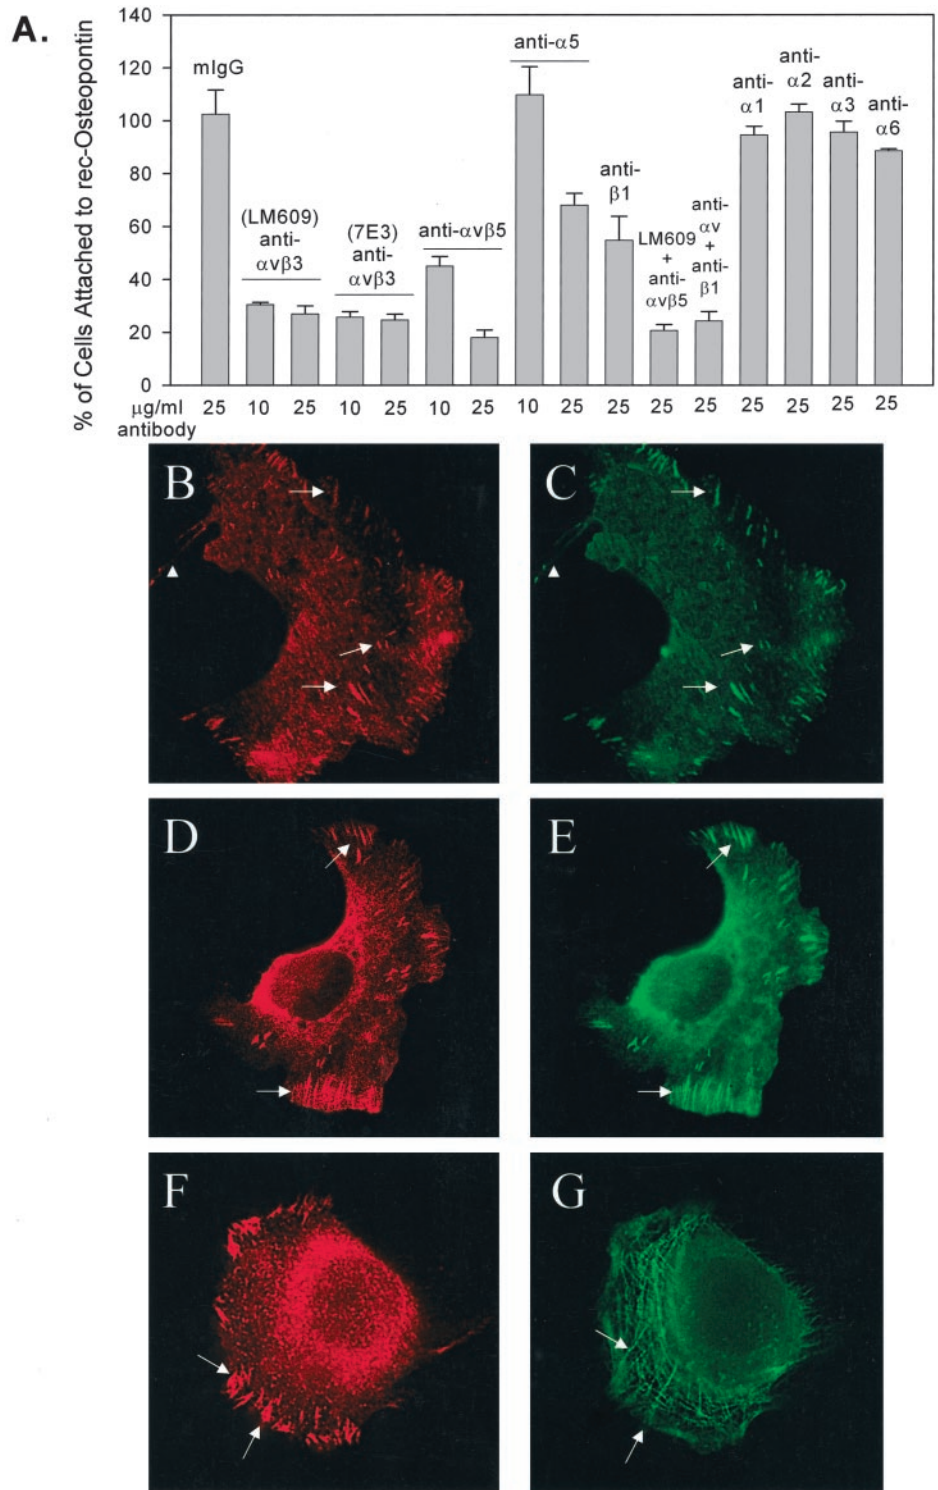 A.
% of Cells Attached to rec-Osteopontin
140
120
100
80
60
40
20
0
mIgG
(LM609)
anti-
αvβ3
(7E3)
anti-
αvβ3
anti-αvβ5
anti-α5
anti-
β1
LM609
+
anti-
αvβ5
anti-
αv
+
anti-
β1
anti-
α1
anti-
α2
anti-
α3
anti-
α6
μg/ml 25 10 25 10 25 10 25 10 25 25 25 25 25 25 25 25
antibody
B
C
D
E
F
G